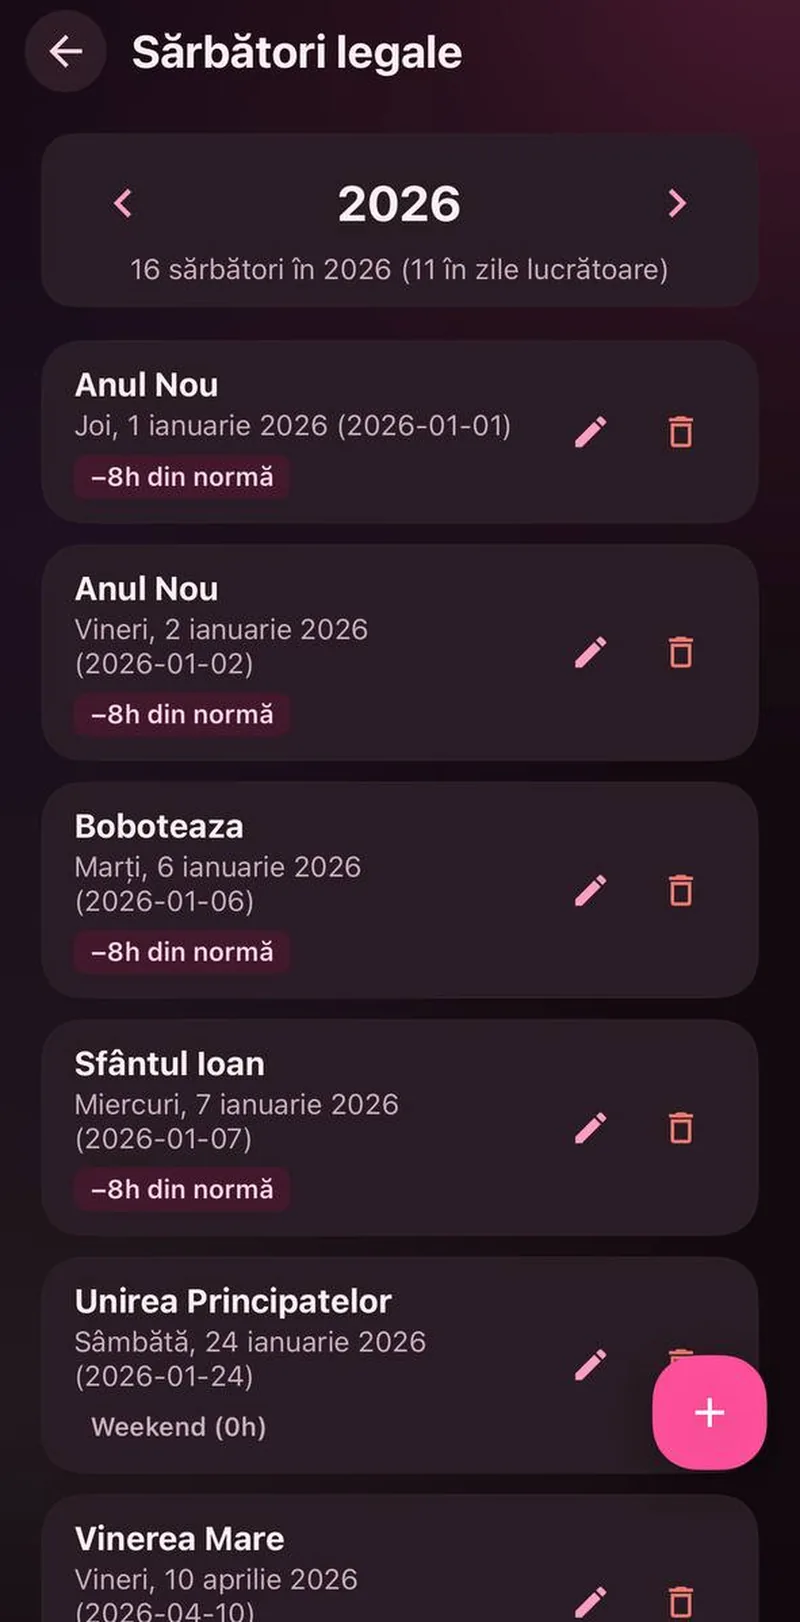 Sărbători legale
2026
16 sărbători în 2026 (11 în zile lucrătoare)
Anul Nou
Joi, 1 ianuarie 2026 (2026-01-01)
−8h din normă
Anul Nou
Vineri, 2 ianuarie 2026
(2026-01-02)
−8h din normă
Boboteaza
Marți, 6 ianuarie 2026
(2026-01-06)
−8h din normă
Sfântul Ioan
Miercuri, 7 ianuarie 2026
(2026-01-07)
−8h din normă
Unirea Principatelor
Sâmbătă, 24 ianuarie 2026
(2026-01-24)
Weekend (0h)
Vinerea Mare
Vineri, 10 aprilie 2026
(2026-04-10)